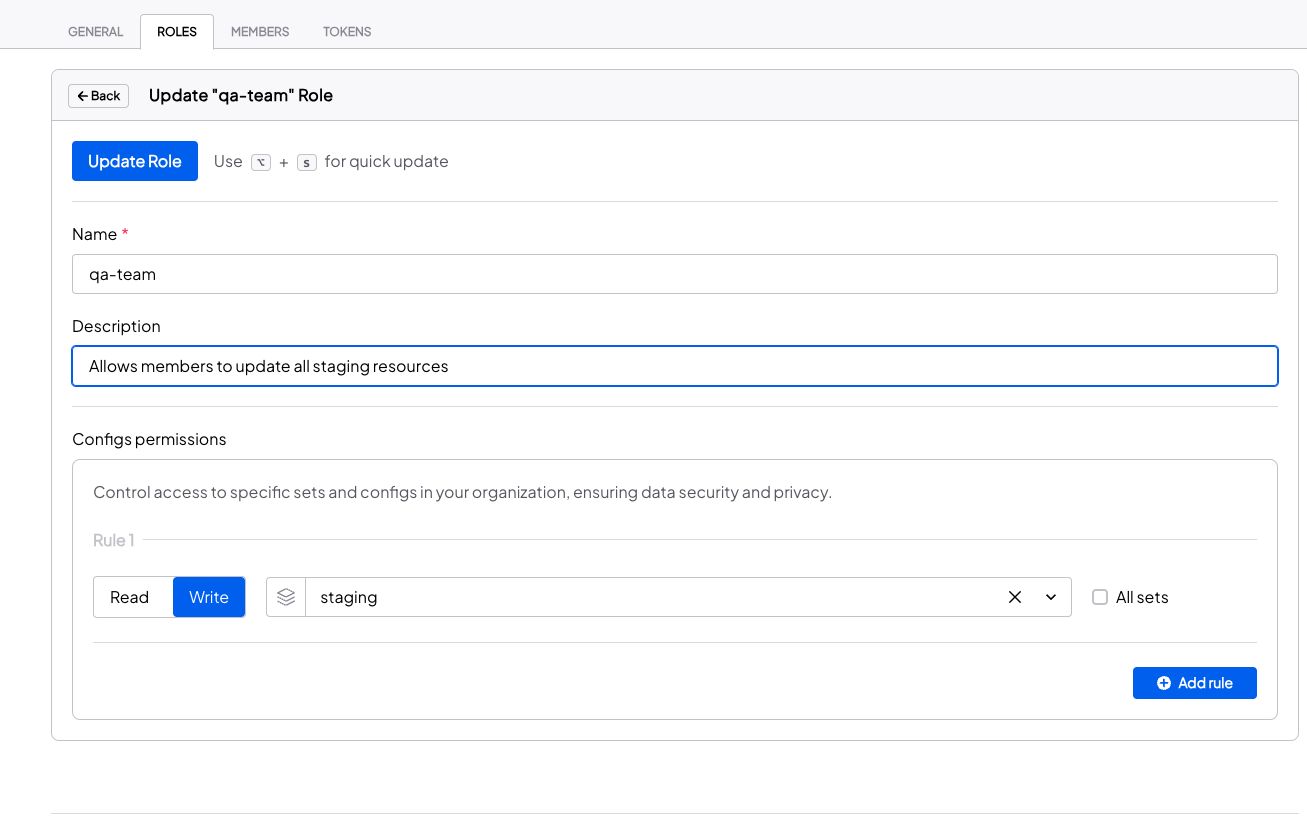 GENERAL ROLES MEMBERS TOKENS
← Back Update "qa-team" Role
Update Role Use ⌥ + s for quick update
Name *
qa-team
Description
Allows members to update all staging resources
Configs permissions
Control access to specific sets and configs in your organization, ensuring data security and privacy.
Rule 1
Read Write staging All sets
Add rule